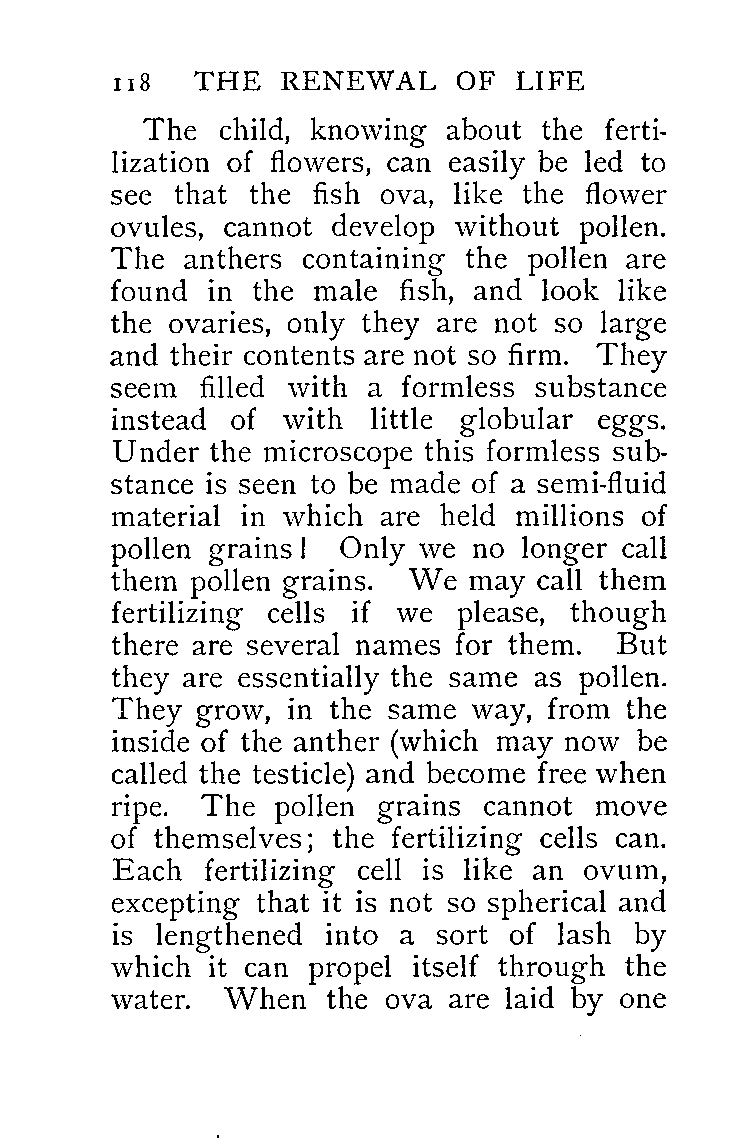 118 THE RENEWAL OF LIFE
The child, knowing about the ferti-
lization of flowers, can easily be led to
see that the fish ova, like the flower
ovules, cannot develop without pollen.
The anthers containing the pollen are
found in the male fish, and look like
the ovaries, only they are not so large
and their contents are not so firm. They
seem filled with a formless substance
instead of with little globular eggs.
Under the microscope this formless sub-
stance is seen to be made of a semi-fluid
material in which are held millions of
pollen grains! Only we no longer call
them pollen grains. We may call them
fertilizing cells if we please, though
there are several names for them. But
they are essentially the same as pollen.
They grow, in the same way, from the
inside of the anther (which may now be
called the testicle) and become free when
ripe. The pollen grains cannot move
of themselves; the fertilizing cells can.
Each fertilizing cell is like an ovum,
excepting that it is not so spherical and
is lengthened into a sort of lash by
which it can propel itself through the
water. When the ova are laid by one